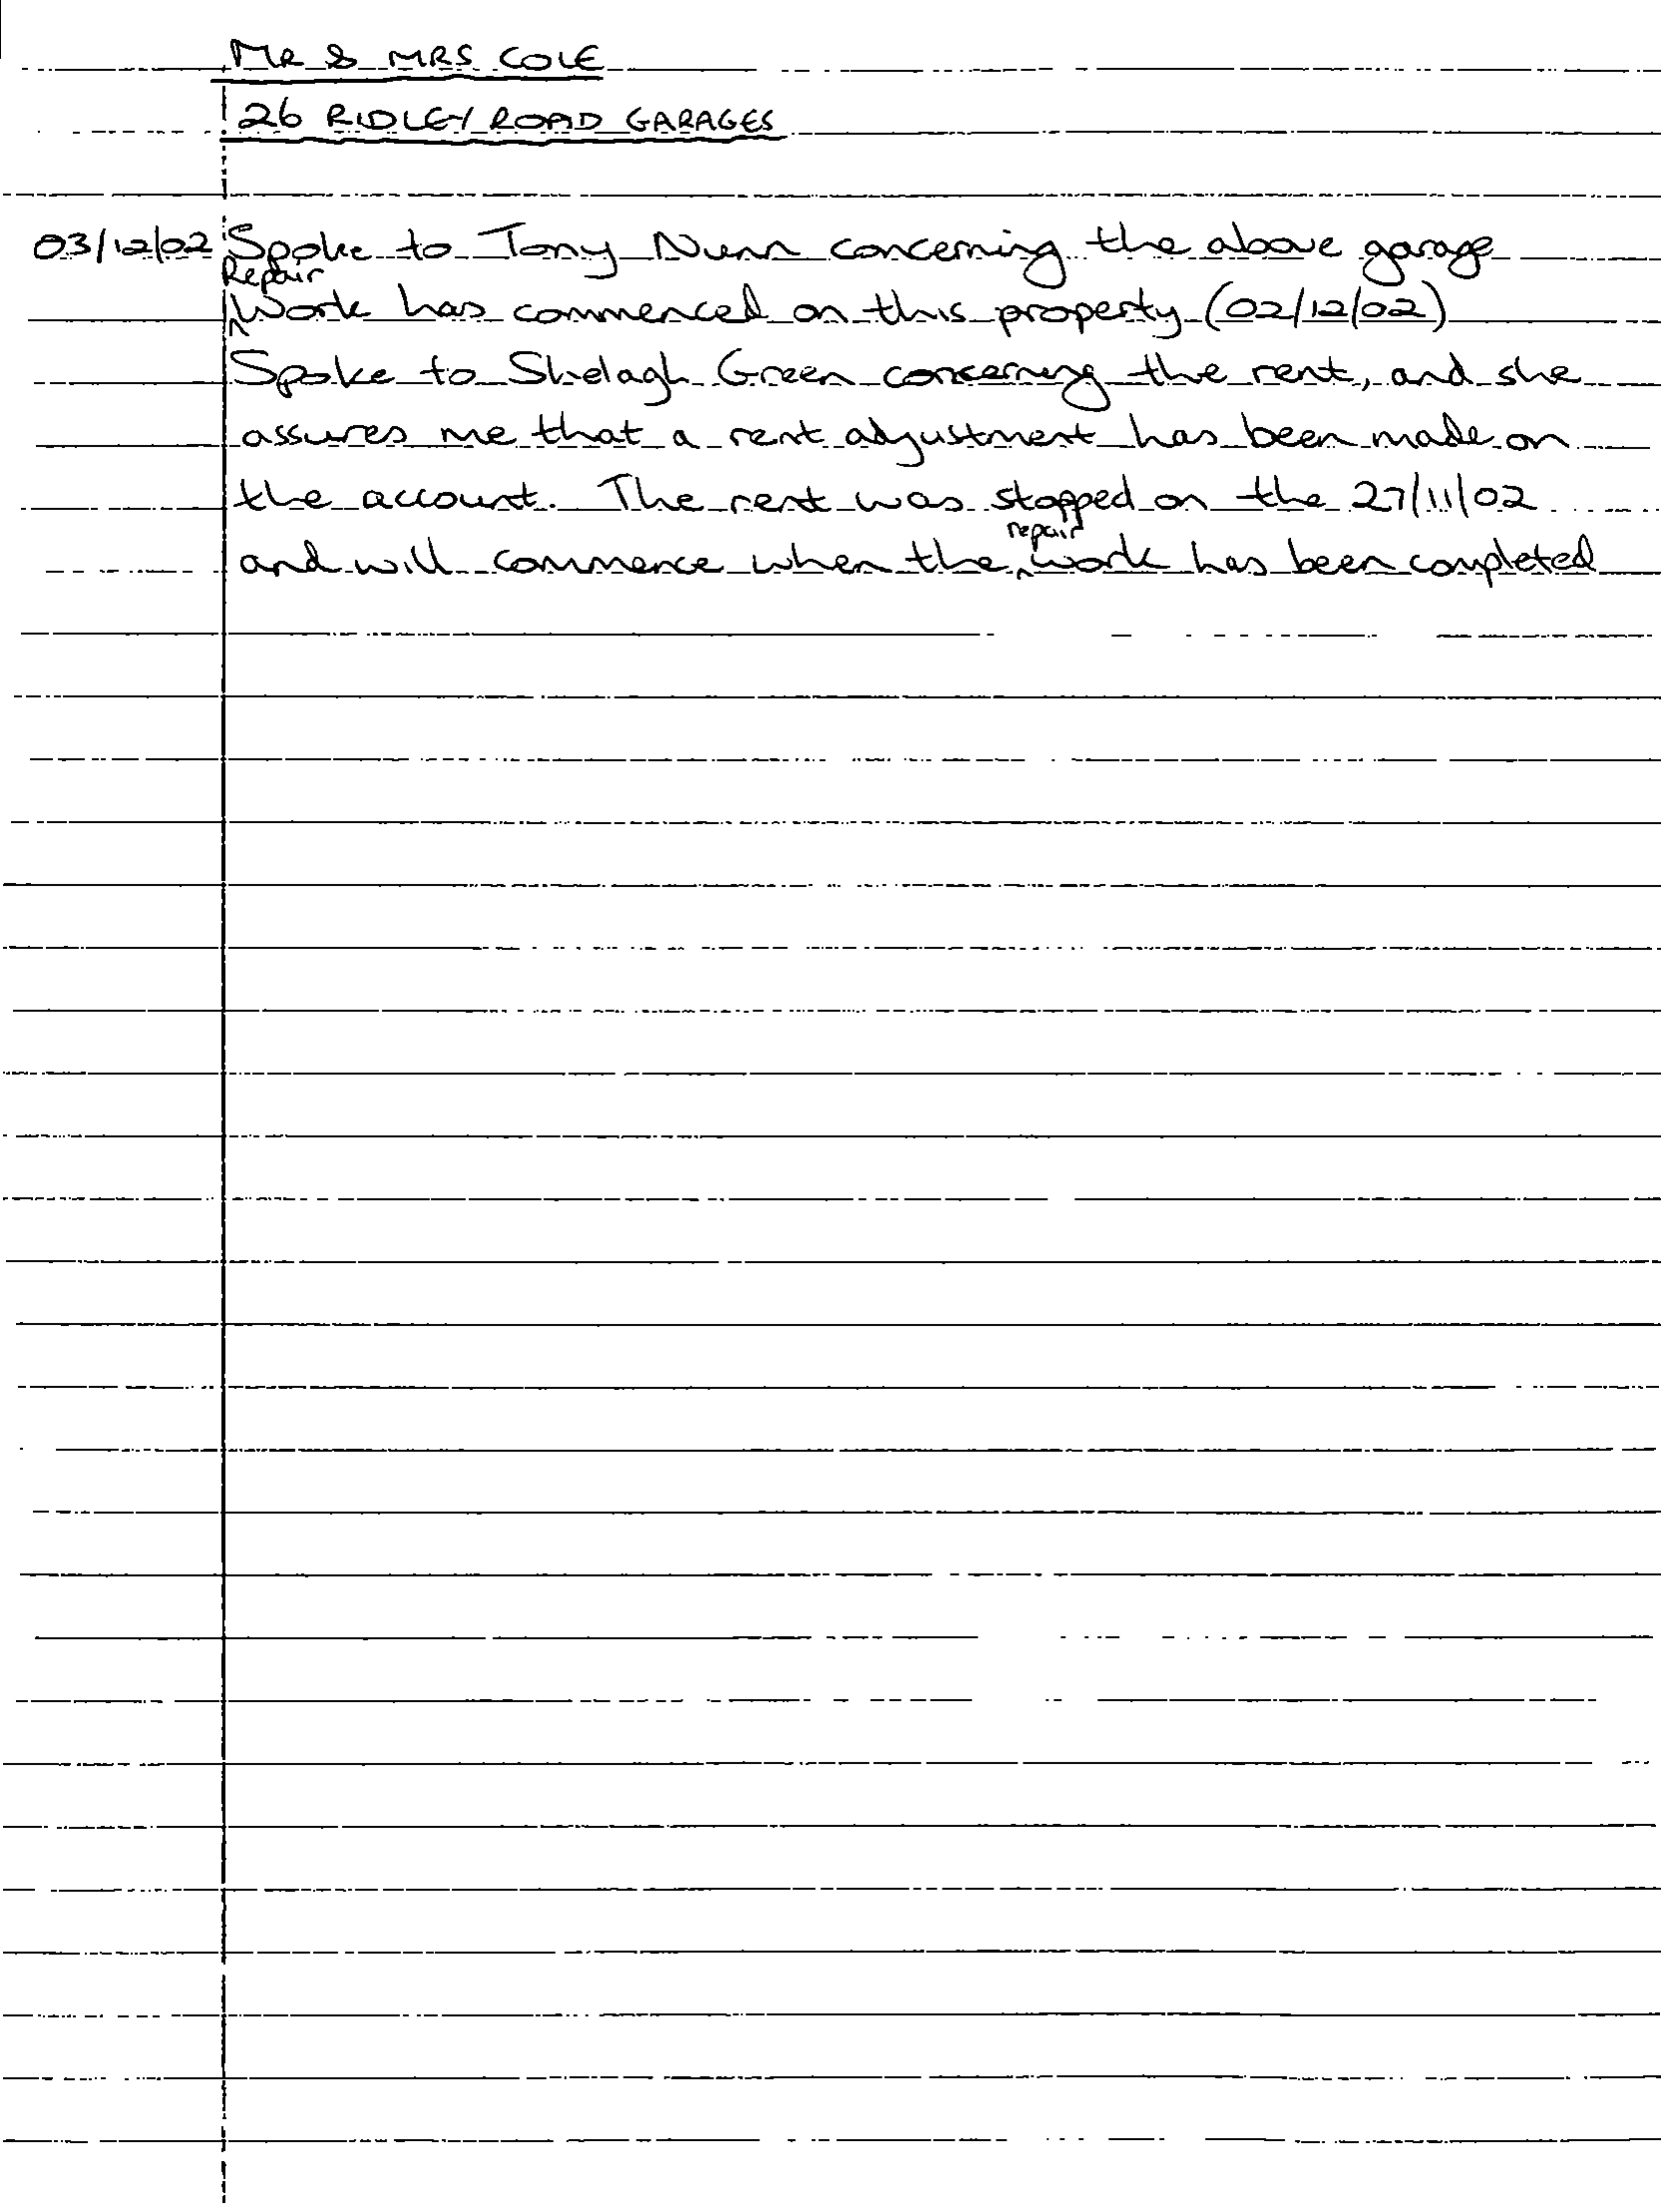 MR & MRS COLE
26 RIDLEY ROAD GARAGES
03/12/02 Spoke to Tony Nunn concerning the above garage
Repair
Work has commenced on this property (02/12/02)
Spoke to Shelagh Green concerning the rent, and she
assures me that a rent adjustment has been made on
the account. The rent was stopped on the 27/11/02
repair
and will commence when the work has been completed